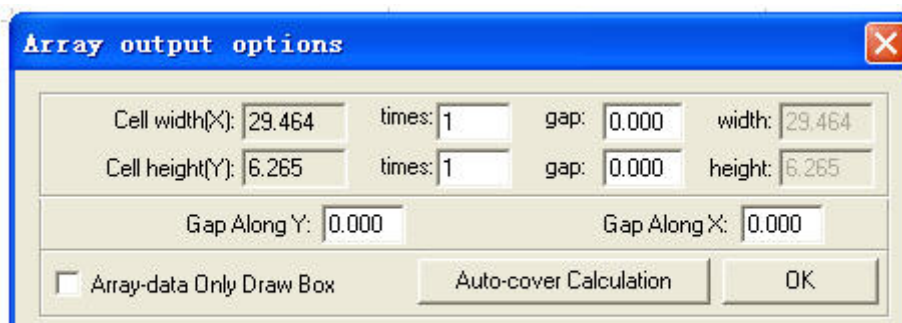 Array output options
Cell width(X): 29.464 times: 1 gap: 0.000 width: 29.464
Cell height(Y): 6.265 times: 1 gap: 0.000 height: 6.265
Gap Along Y: 0.000 Gap Along X: 0.000
Array-data Only Draw Box Auto-cover Calculation OK